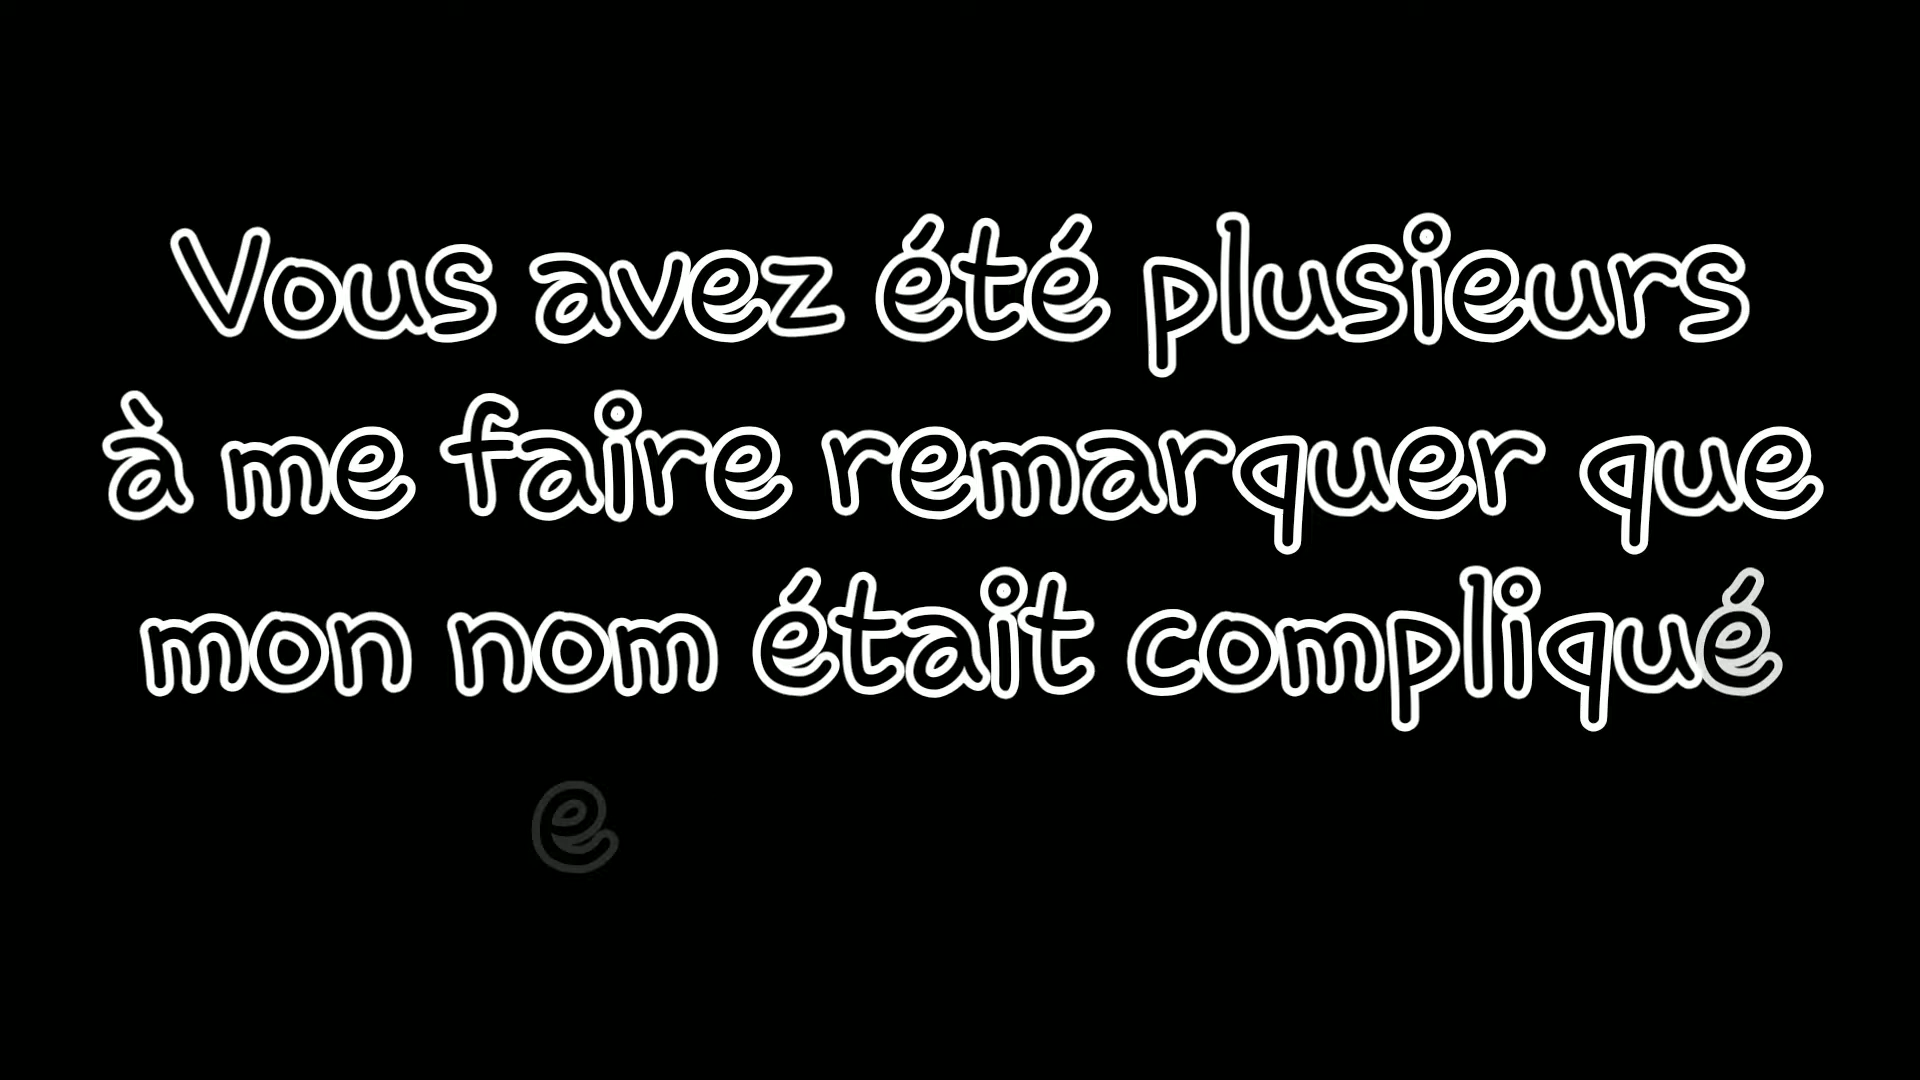 Vous avez été plusieurs
à me faire remarquer que
mon nom était compliqué
e